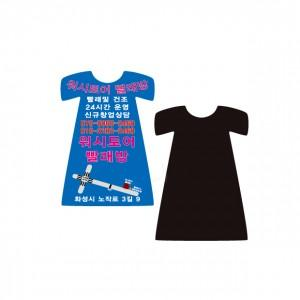 워시토어 빨래방
빨래및 건조
24시간 운영
신규창업상담
워시토어
빨래방
화성시 노작로 3길 9